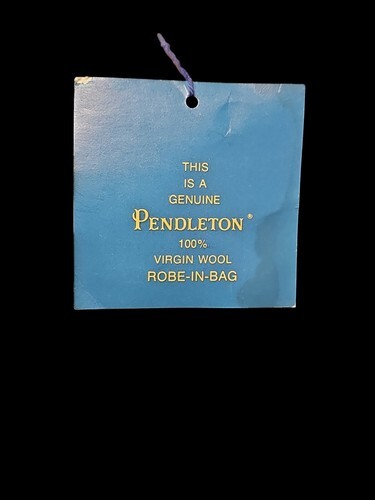 THIS
IS A
GENUINE
PENDLETON®
100%
VIRGIN WOOL
ROBE-IN-BAG